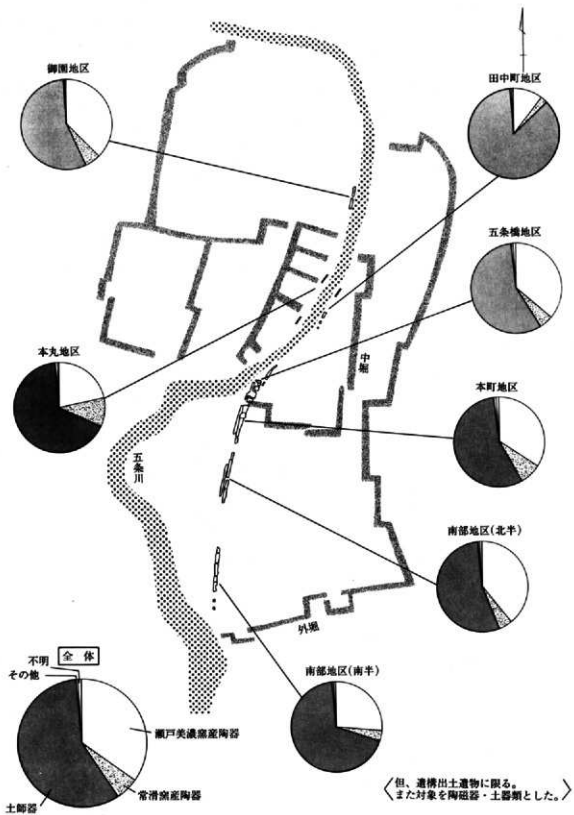 御園地区
田中町地区
五条橋地区
本丸地区
中堀
本町地区
五条川
南部地区(北半)
外堀
南部地区(南半)
全体
不明
その他
瀬戸美濃窯産陶器
常滑窯産陶器
土師器
但、遺構出土遺物に限る。
また対象を陶磁器・土器類とした。